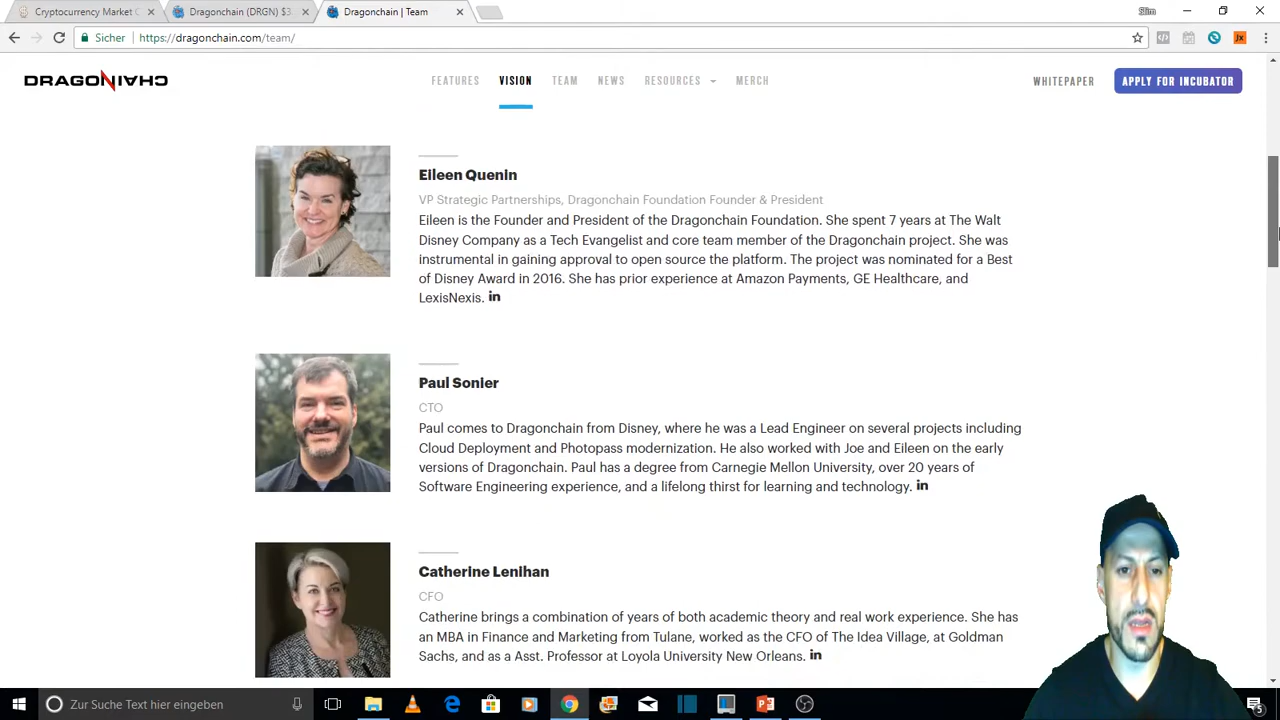 Cryptocurrency Market C
Dragonchain (DRGN) $3
Dragonchain | Team
Slim
Sicher
https://dragonchain.com/team/
DRAGONCHAIN
FEATURES
VISION
TEAM
NEWS
RESOURCES
MERCH
WHITEPAPER
APPLY FOR INCUBATOR
Eileen Quenin
VP Strategic Partnerships, Dragonchain Foundation Founder & President
Eileen is the Founder and President of the Dragonchain Foundation. She spent 7 years at The Walt
Disney Company as a Tech Evangelist and core team member of the Dragonchain project. She was
instrumental in gaining approval to open source the platform. The project was nominated for a Best
of Disney Award in 2016. She has prior experience at Amazon Payments, GE Healthcare, and
LexisNexis. in
Paul Sonier
CTO
Paul comes to Dragonchain from Disney, where he was a Lead Engineer on several projects including
Cloud Deployment and Photopass modernization. He also worked with Joe and Eileen on the early
versions of Dragonchain. Paul has a degree from Carnegie Mellon University, over 20 years of
Software Engineering experience, and a lifelong thirst for learning and technology. in
Catherine Lenihan
CFO
Catherine brings a combination of years of both academic theory and real work experience. She has
an MBA in Finance and Marketing from Tulane, worked as the CFO of The Idea Village, at Goldman
Sachs, and as a Asst. Professor at Loyola University New Orleans. in
Zur Suche Text hier eingeben